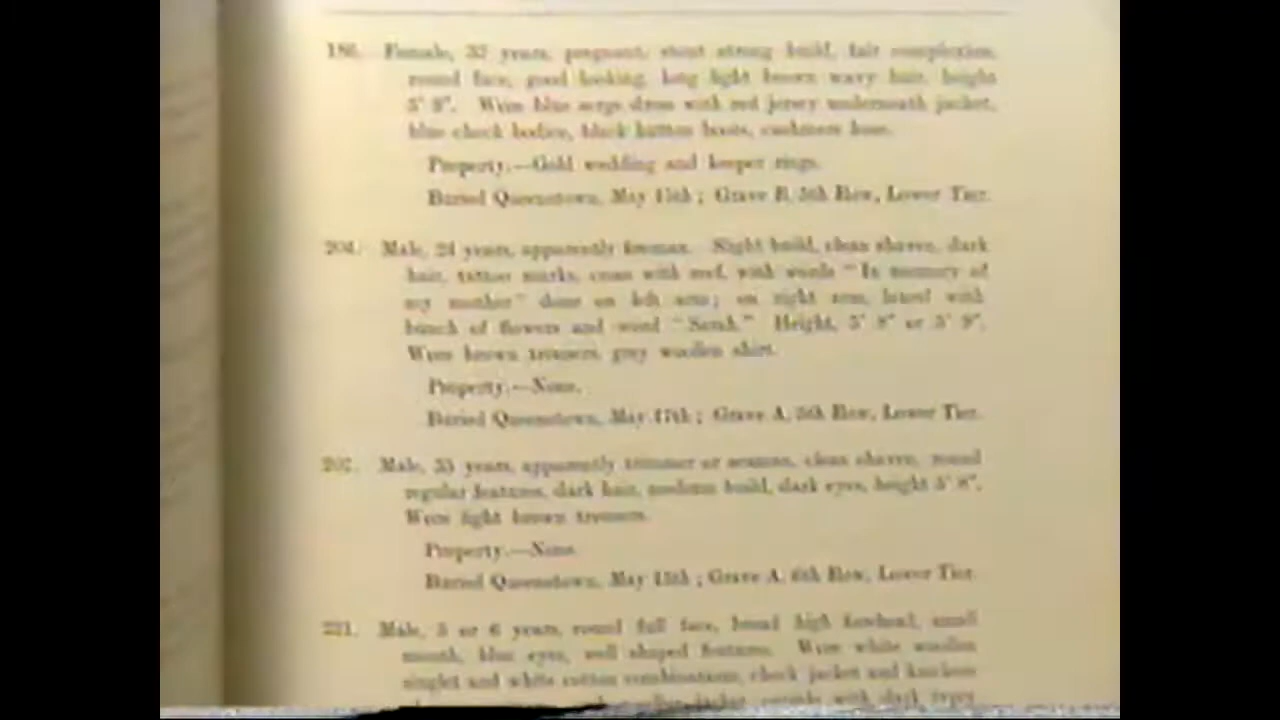 Female, years, pregnant, stout strong build, fair complexion,
round face, good looking, long light brown wavy hair, height
Wore blue serge dress with red jersey underneath jacket,
blue check bodice, black button boots, cashmere hose.
Property.—Gold wedding and keeper rings.
Buried Queenstown, May ; Grave B, 5th Row, Lower Tier.
204. Male, 24 years, apparently fireman. Slight build, clean shaven, dark
hair, tattoo marks, cross with with words "In memory of
my mother" done on left arm; on right arm, heart with
bunch of flowers and word "Sarah." Height, 5' 8" or 5' 9".
Wore brown trousers, grey woollen shirt.
Property.—None.
Buried Queenstown, May 17th; Grave A, 5th Row, Lower Tier.
Male, years, apparently trimmer or seaman, clean shaven, round
regular features, dark hair, medium build, dark eyes, height 5' 8".
Wore light brown trousers.
Property.—None.
Buried Queenstown, May ; Grave A, 6th Row, Lower Tier.
221. Male, 5 or 6 years, round full face, broad high forehead, small
mouth, blue eyes, well shaped features. Wore white woollen
singlet and white cotton combinations, check jacket and
jacket with dark